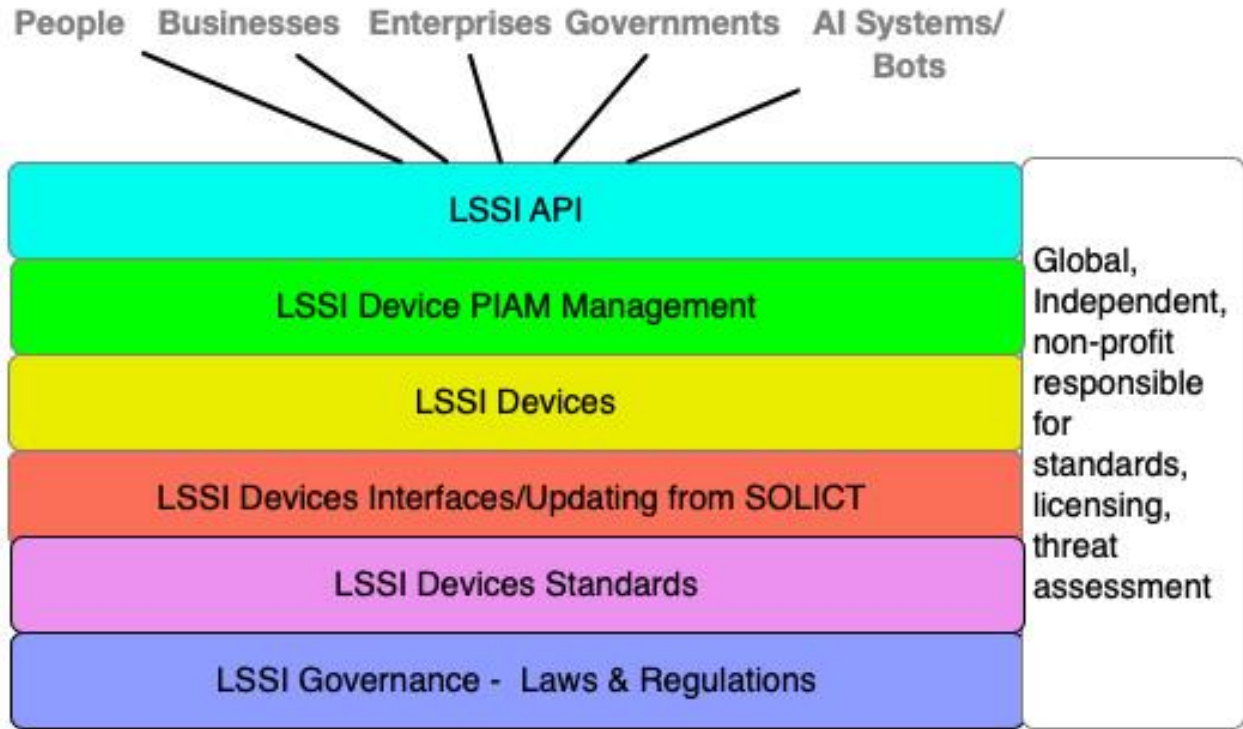 People Businesses Enterprises Governments AI Systems/
Bots
LSSI API
LSSI Device PIAM Management
LSSI Devices
LSSI Devices Interfaces/Updating from SOLICT
LSSI Devices Standards
LSSI Governance - Laws & Regulations
Global,
Independent,
non-profit
responsible
for
standards,
licensing,
threat
assessment